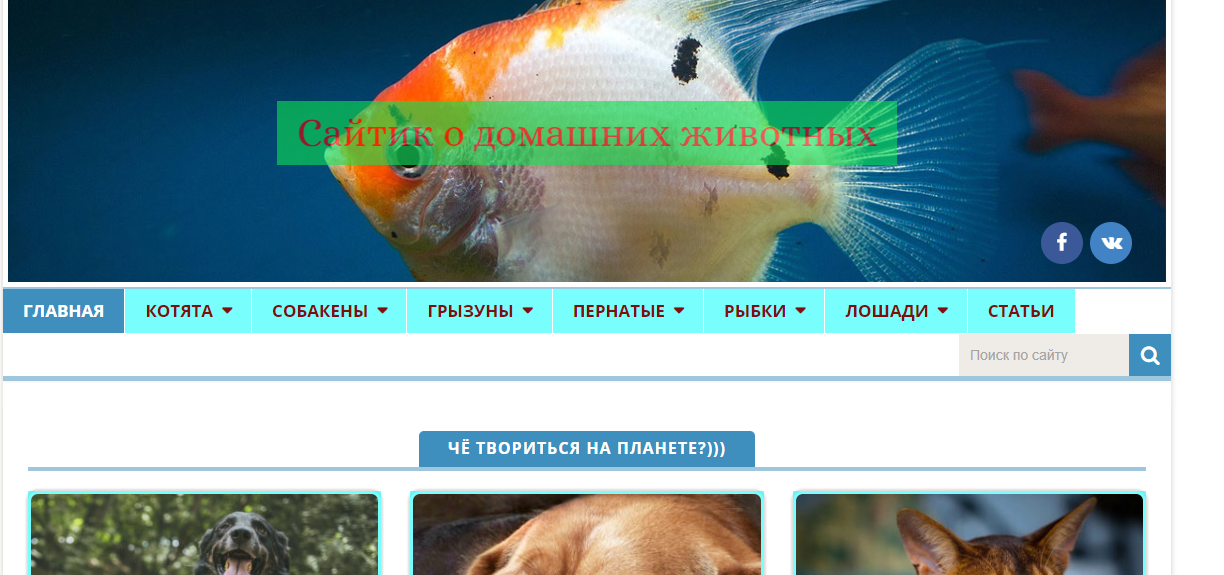 Сайтик о домашних животных
ГЛАВНАЯ КОТЯТА СОБАКЕНЫ ГРЫЗУНЫ ПЕРНАТЫЕ РЫБКИ ЛОШАДИ СТАТЬИ
Поиск по сайту
ЧЁ ТВОРИТЬСЯ НА ПЛАНЕТЕ?)))